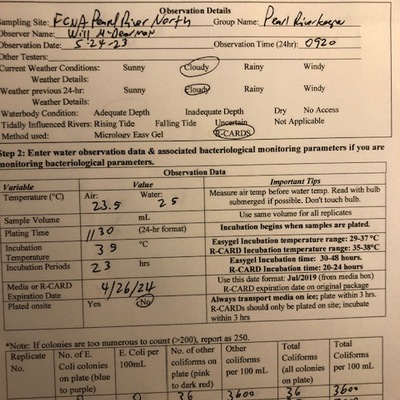 Observation Details
Sampling Site: FCNA Pearl River North Group Name: Pearl Riverkeeper
Observer Name: Will McDearman
Observation Date: 5-24-23 Observation Time (24hr): 0920
Other Testers:
Current Weather Conditions: Sunny Cloudy Rainy Windy
Weather Details:
Weather previous 24-hr: Sunny Cloudy Rainy Windy
Weather Details:
Waterbody Condition: Adequate Depth Inadequate Depth Dry No Access
Tidally Influenced Rivers: Rising Tide Falling Tide Uncertain Not Applicable
Method used: Micrology Easy Gel R-CARDS
Step 2: Enter water observation data & associated bacteriological monitoring parameters if you are
monitoring bacteriological parameters.
Observation Data
Variable Value Important Tips
Temperature (°C) Air: 23.5 Water: 25 Measure air temp before water temp. Read with bulb
submerged if possible. Don't touch bulb.
Sample Volume mL Use same volume for all replicates
Plating Time 1130 (24-hr format) Incubation begins when samples are plated.
Incubation Temperature 35 °C Easygel Incubation temperature range: 29-37 °C
R-CARD Incubation temperature range: 35-38°C
Incubation Periods 23 hrs Easygel Incubation time: 30-48 hours.
R-CARD Incubation time: 20-24 hours
Media or R-CARD Expiration Date 4/26/24 Use this date format: Jul/2019 (from media box)
R-CARD expiration date on original package
Plated onsite Yes No Always transport media on ice; plate within 3 hrs.
R-CARDs should only be plated on site; incubate
within 3 hrs
*Note: If colonies are too numerous to count (>200), report as 250.
Replicate No. No. of E. Coli colonies on plate (blue to purple) E. Coli per 100mL No. of other coliforms on plate (pink to dark red) Other coliforms per 100 mL Total Coliforms (all colonies on plate) Total Coliforms per 100 mL
0 0 36 3600 36 3600